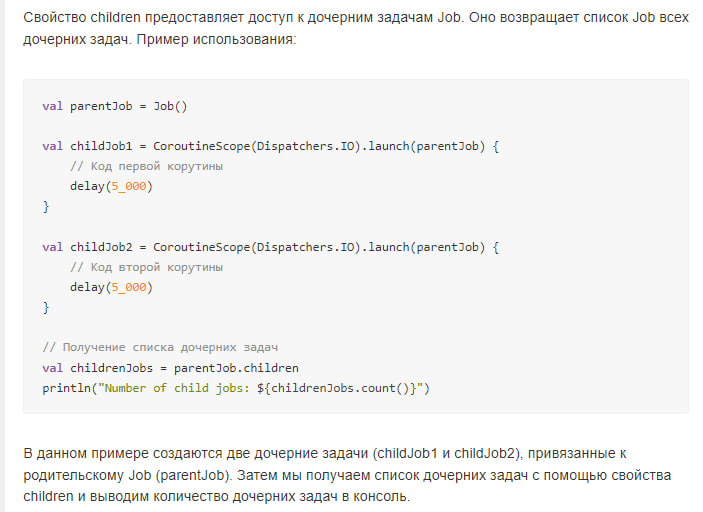 Свойство children предоставляет доступ к дочерним задачам Job. Оно возвращает список Job всех
дочерних задач. Пример использования:
val parentJob = Job()
val childJob1 = CoroutineScope(Dispatchers.IO).launch(parentJob) {
    // Код первой корутины
    delay(5_000)
}
val childJob2 = CoroutineScope(Dispatchers.IO).launch(parentJob) {
    // Код второй корутины
    delay(5_000)
}
// Получение списка дочерних задач
val childrenJobs = parentJob.children
println("Number of child jobs: ${childrenJobs.count()}")
В данном примере создаются две дочерние задачи (childJob1 и childJob2), привязанные к
родительскому Job (parentJob). Затем мы получаем список дочерних задач с помощью свойства
children и выводим количество дочерних задач в консоль.